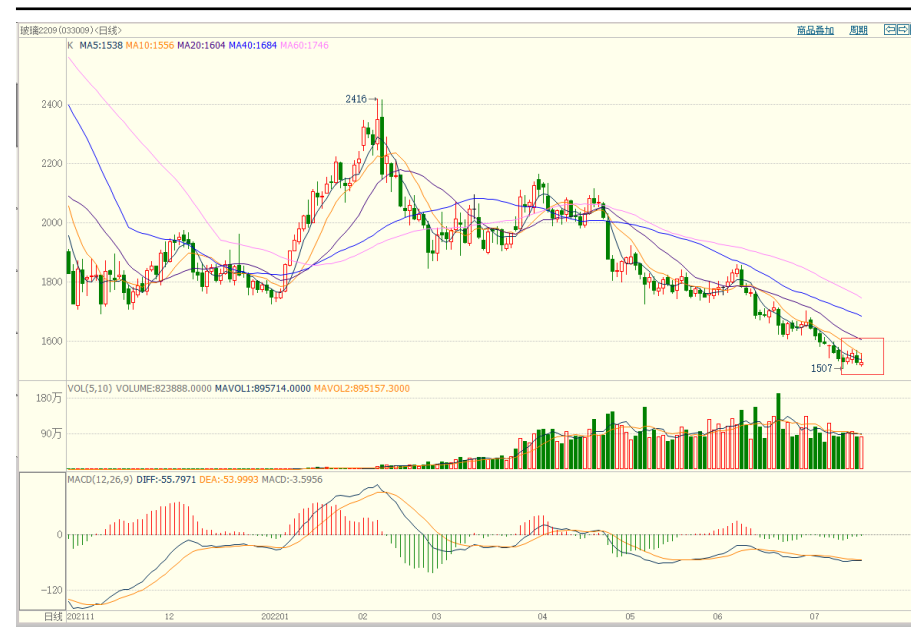 玻璃2209(033009)<日线> 商品叠加 周期
K MA5:1538 MA10:1556 MA20:1604 MA40:1684 MA60:1746
2416→
2400
2200
2000
1800
1600
1507→
VOL(5,10) VOLUME:823888.0000 MAVOL1:895714.0000 MAVOL2:895157.3000
180万
90万
MACD(12,26,9) DIFF:-55.7971 DEA:-53.9993 MACD:-3.5956
0
-120
日线 202111 12 202201 02 03 04 05 06 07